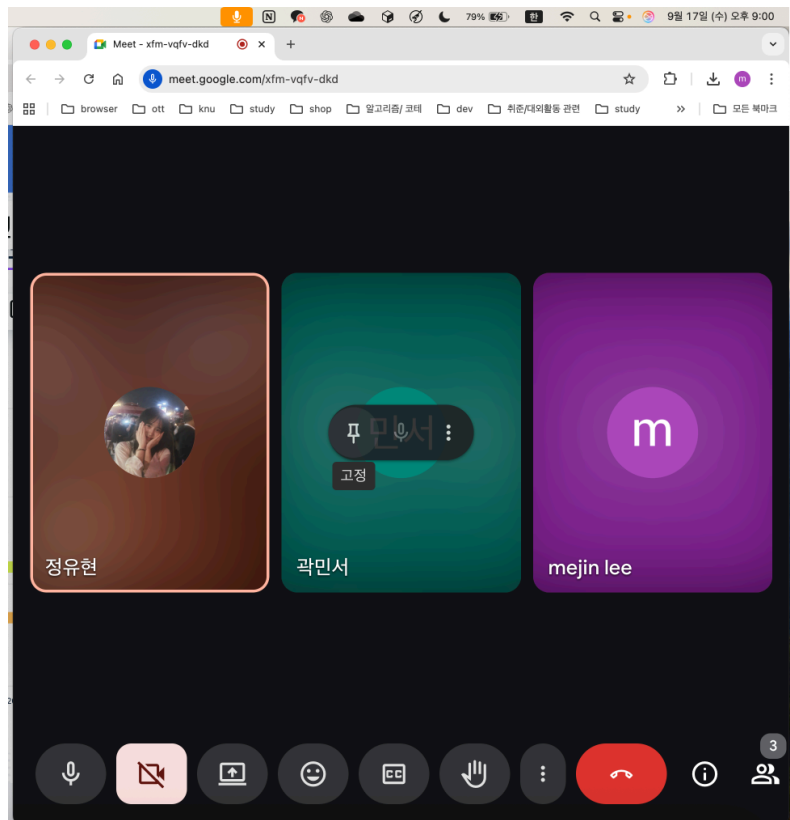 79% 한 9월 17일 (수) 오후 9:00
Meet - xfm-vqfv-dkd
meet.google.com/xfm-vqfv-dkd m
browser ott knu study shop 알고리즘/ 코테 dev 취준/대외활동 관련 study 모든 북마크
민서
m
고정
정유현 곽민서 mejin lee
3
CC